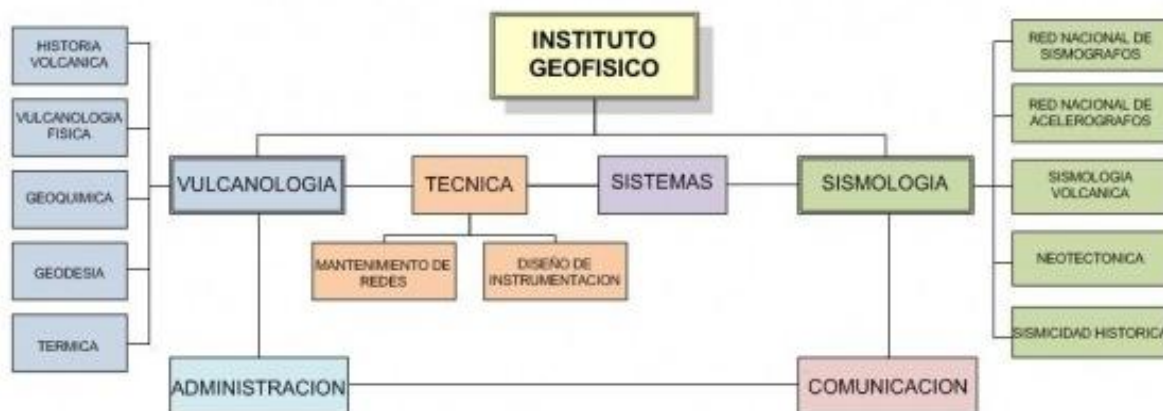 INSTITUTO
GEOFISICO
HISTORIA
VOLCANICA
VULCANOLOGIA
FISICA
GEOQUIMICA
GEODESIA
TERMICA
VULCANOLOGIA
TECNICA
SISTEMAS
SISMOLOGIA
MANTENIMIENTO DE
REDES
DISEÑO DE
INSTRUMENTACION
RED NACIONAL DE
SISMOGRAFOS
RED NACIONAL DE
ACELEROGRAFOS
SISMOLOGIA
VOLCANICA
NEOTECTONICA
SISMICIDAD HISTORICA
ADMINISTRACION
COMUNICACION